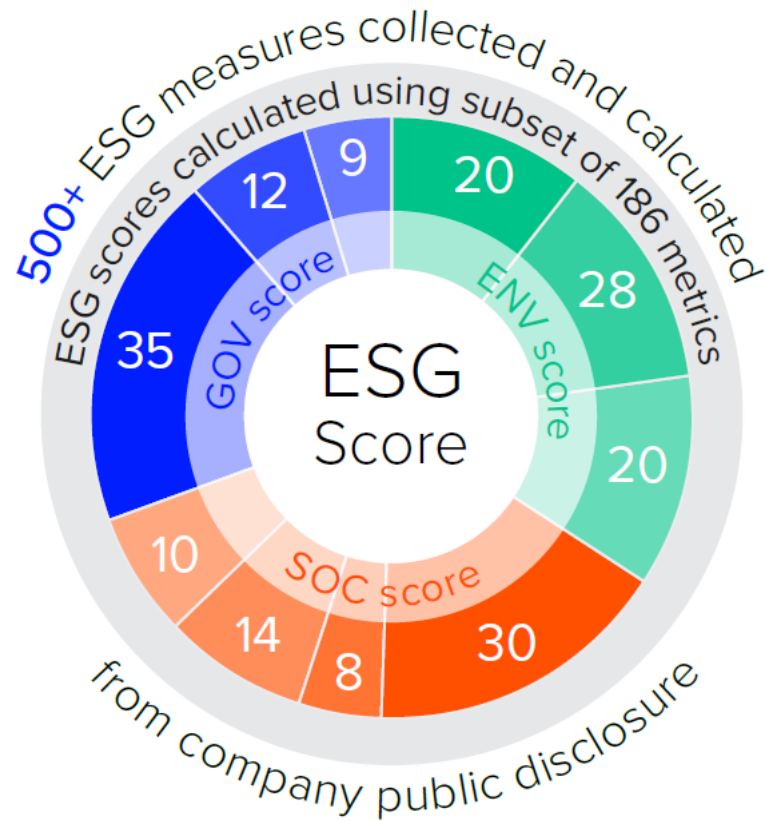 500+ ESG measures collected and calculated
ESG scores calculated using subset of 186 metrics
9
12
20
28
35
GOV score
ENV score
ESG
Score
20
10
SOC score
14
8
30
from company public disclosure